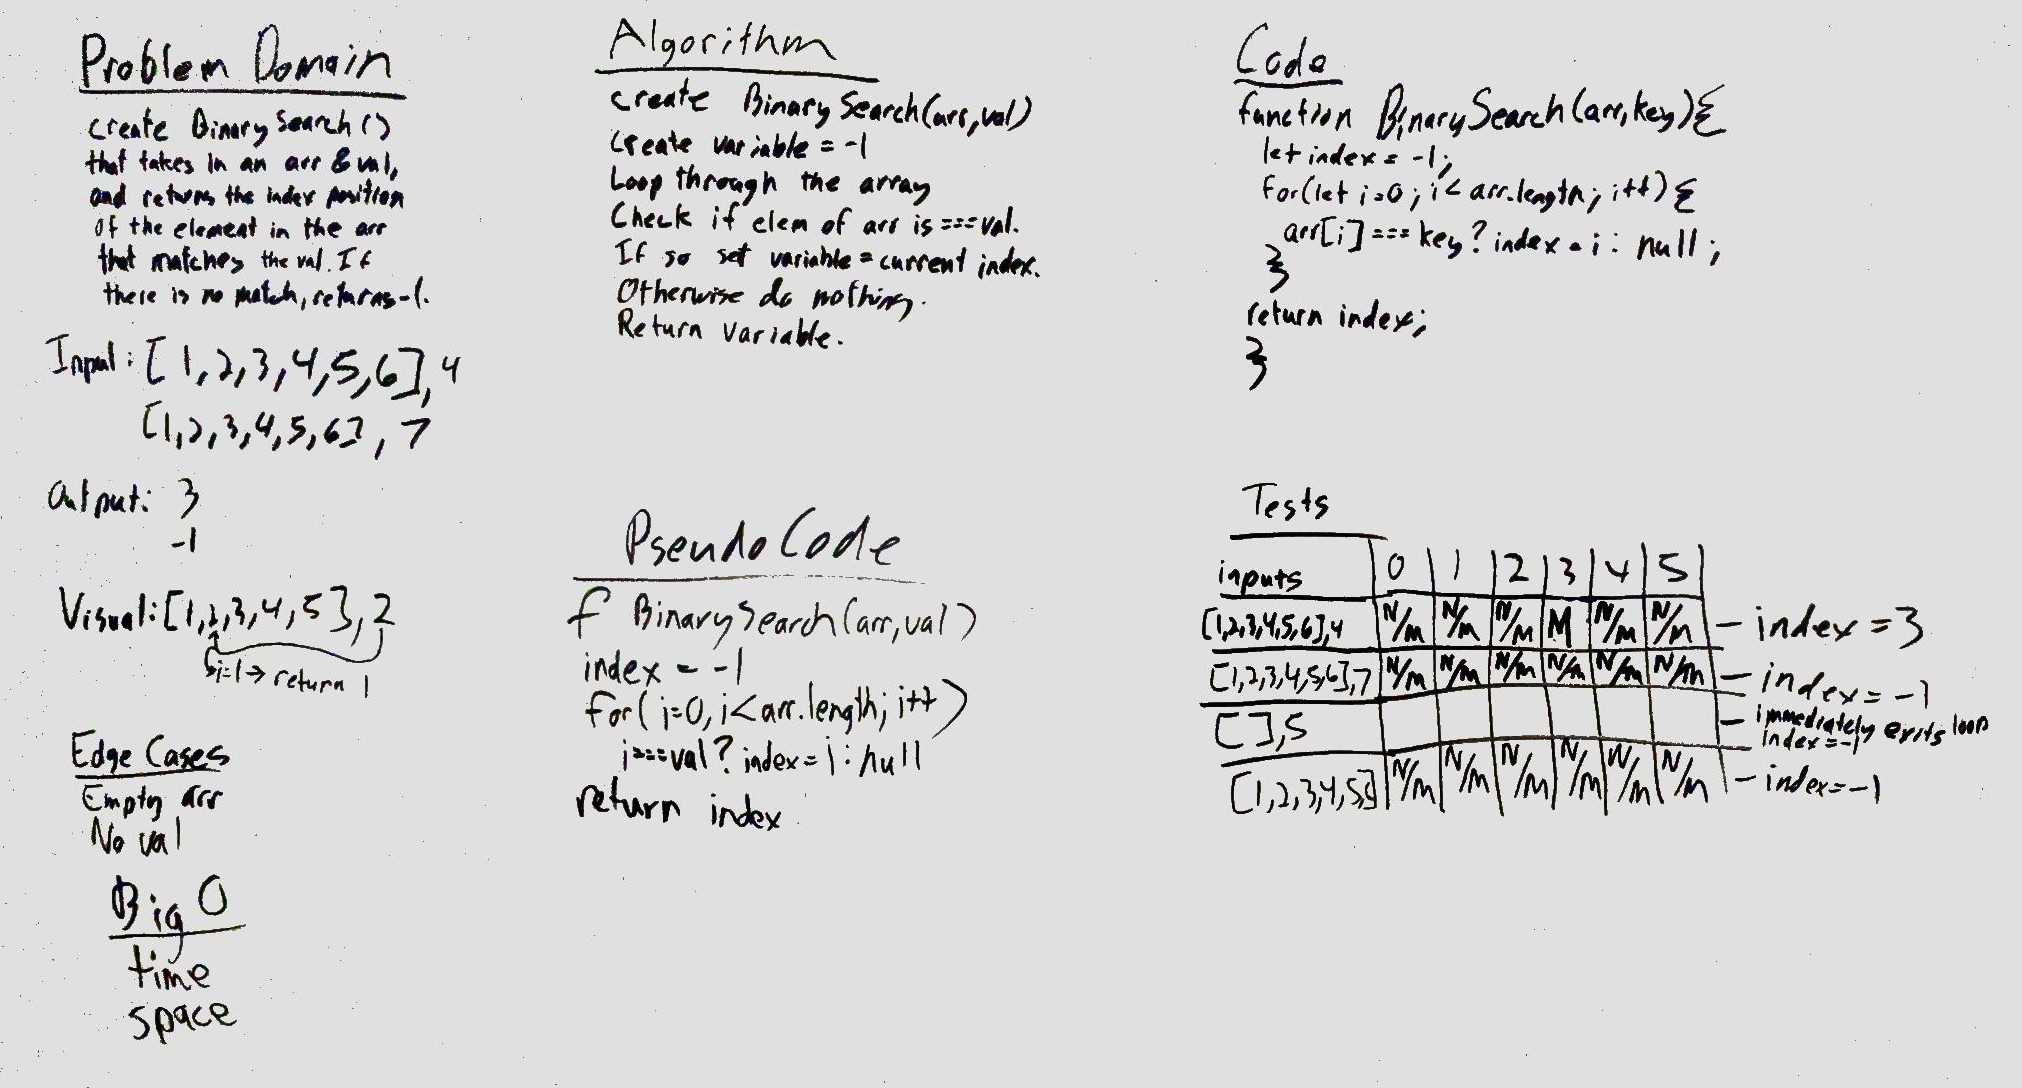 Problem Domain
create BinarySearch()
that takes in an arr & val,
and returns the index position
of the element in the arr
that matches the val. If
there is no match, returns -1.
Input: [1,2,3,4,5,6],4
[1,2,3,4,5,6],7
Output: 3
-1
Visual: [1,2,3,4,5],2
i=1→ return 1
Edge Cases
Empty arr
No val
Big O
time
space
Algorithm
create BinarySearch(arr,val)
Create variable = -1
Loop through the array
Check if elem of arr is === val.
If so set variable = current index.
Otherwise do nothing.
Return variable.
PseudoCode
f BinarySearch(arr,val)
index = -1
for(i=0, i<arr.length; i++)
i===val? index=i : null
return index
Code
function BinarySearch(arr,key){
let index = -1;
for(let i=0; i< arr.length; i++){
arr[i] === key? index = i : null;
}
return index;
}
Tests
inputs 0 1 2 3 4 5
[1,2,3,4,5,6],4 N/M N/M N/M M N/M N/M - index = 3
[1,2,3,4,5,6],7 N/M N/M N/M N/M N/M N/M - index = -1
[],5 - immediately exits loop
index = -1
[1,2,3,4,5,6] N/M N/M N/M N/M N/M N/M - index = -1